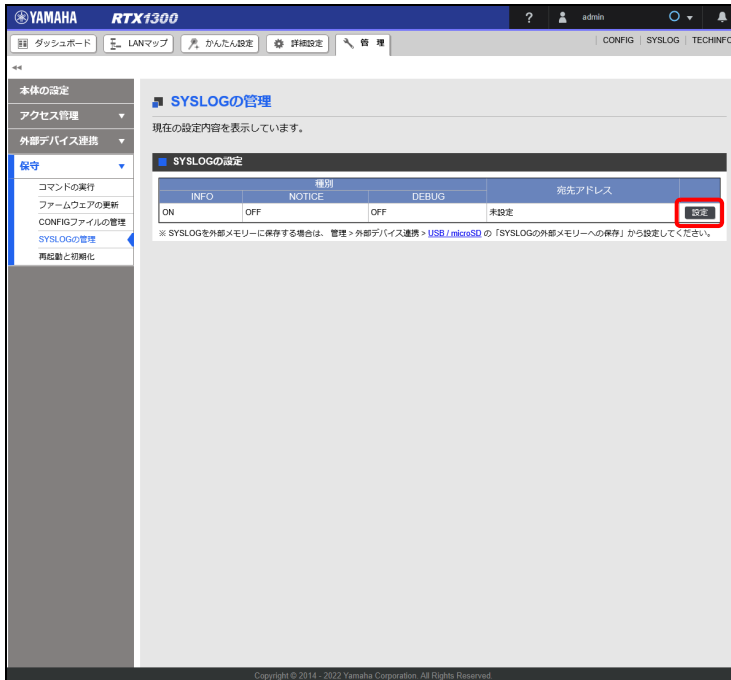 YAMAHA RTX1300 ? admin
ダッシュボード LANマップ かんたん設定 詳細設定 管理 CONFIG SYSLOG TECHINFO
本体の設定
アクセス管理
外部デバイス連携
保守
コマンドの実行
ファームウェアの更新
CONFIGファイルの管理
SYSLOGの管理
再起動と初期化
SYSLOGの管理
現在の設定内容を表示しています。
SYSLOGの設定
種別 宛先アドレス
INFO NOTICE DEBUG
ON OFF OFF 未設定 設定
※ SYSLOGを外部メモリーに保存する場合は、 管理 > 外部デバイス連携 > USB / microSD の「SYSLOGの外部メモリーへの保存」から設定してください。
Copyright © 2014 - 2022 Yamaha Corporation. All Rights Reserved.